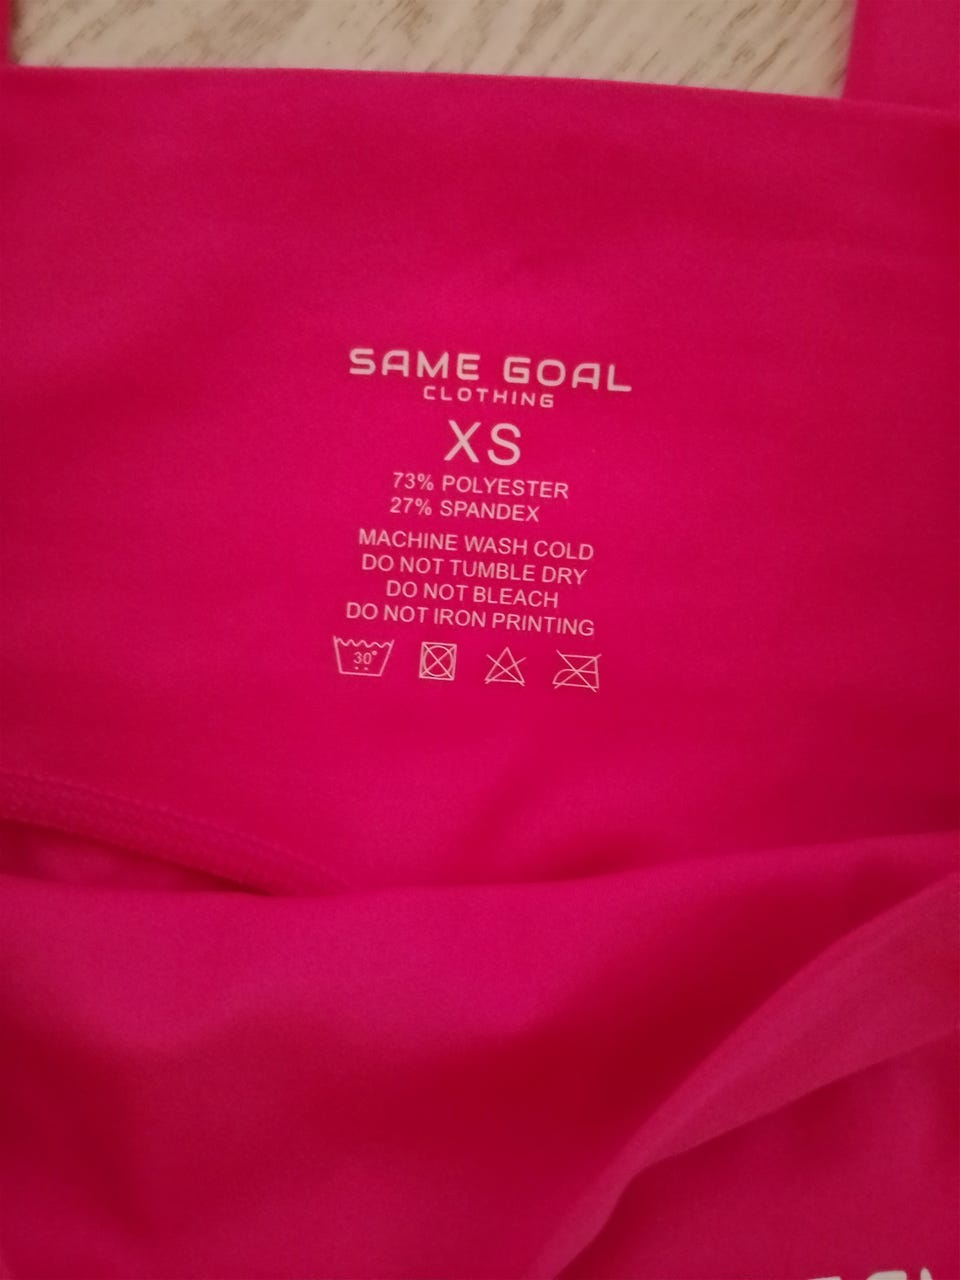 SAME GOAL
CLOTHING
XS
73% POLYESTER
27% SPANDEX
MACHINE WASH COLD
DO NOT TUMBLE DRY
DO NOT BLEACH
DO NOT IRON PRINTING
30°